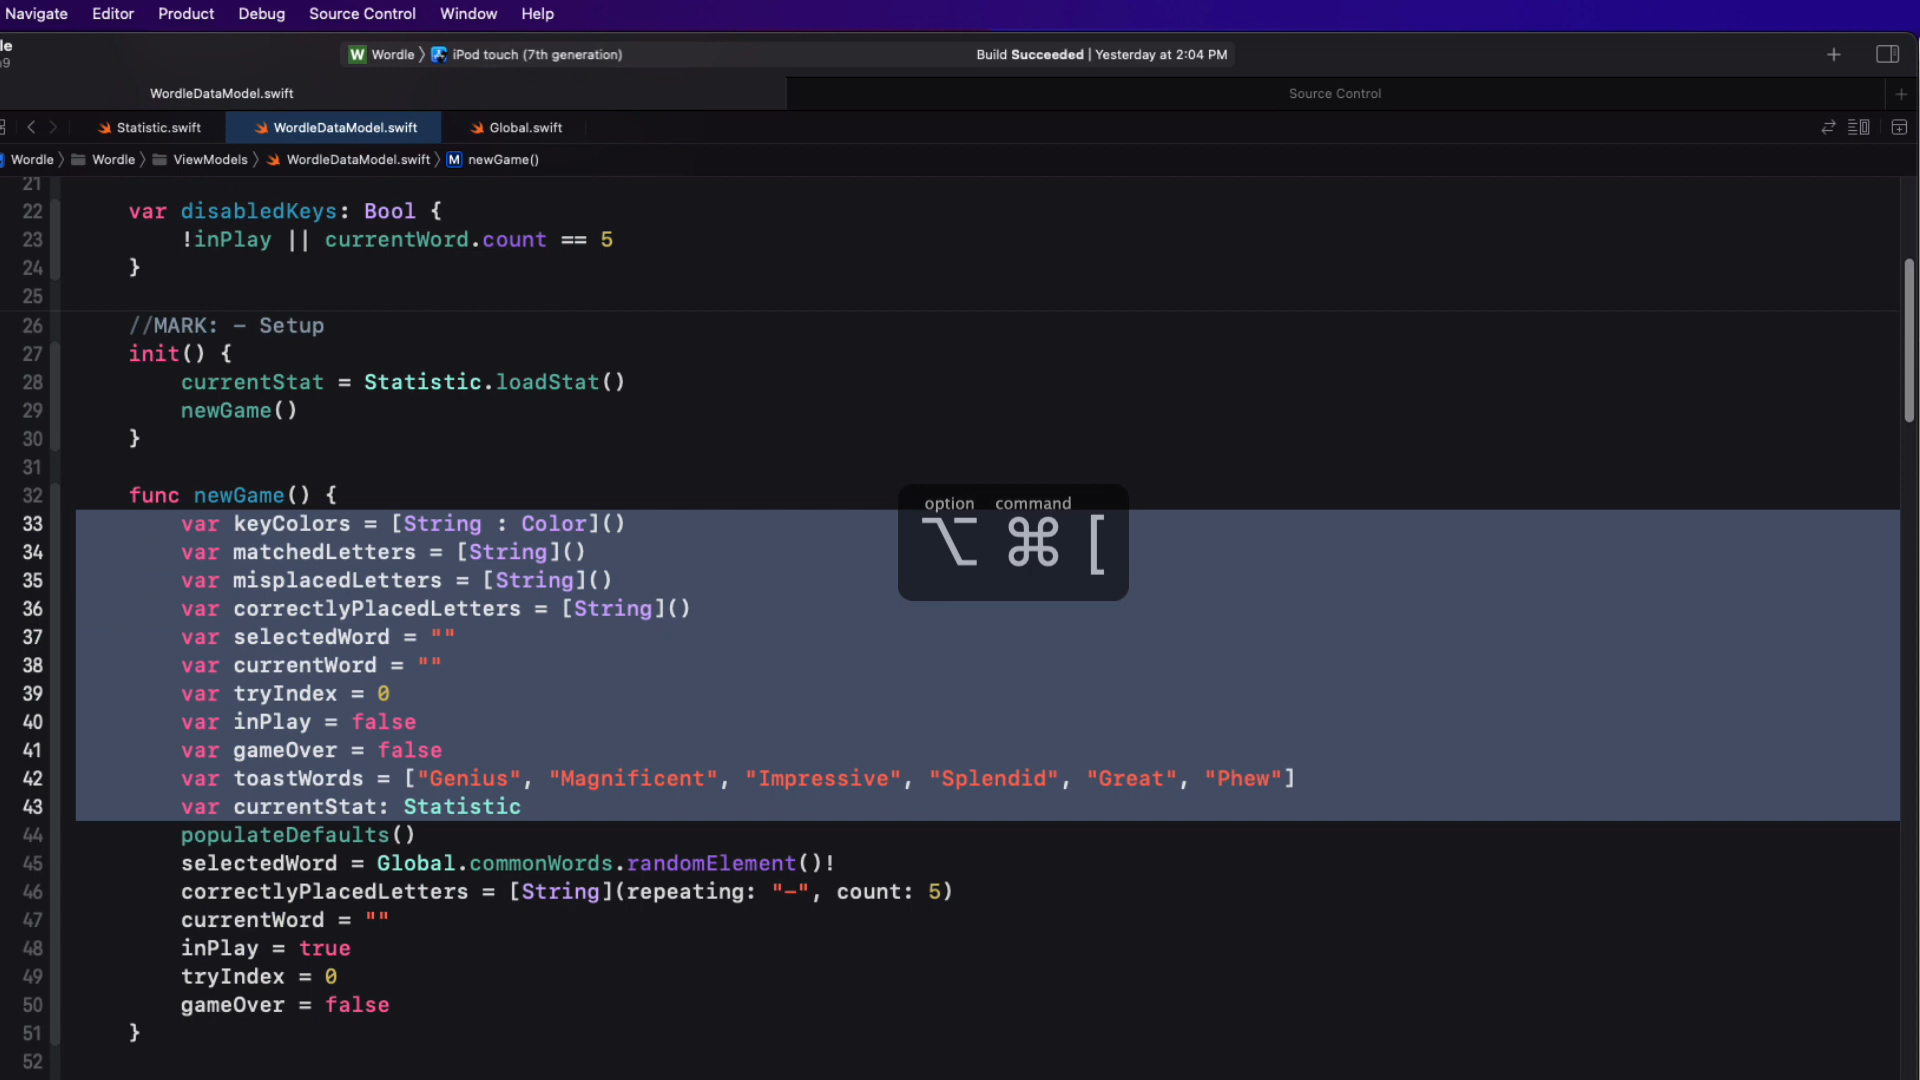 Navigate Editor Product Debug Source Control Window Help
le
Wordle 〉 iPod touch (7th generation) Build Succeeded | Yesterday at 2:04 PM
WordleDataModel.swift Source Control
Statistic.swift WordleDataModel.swift Global.swift
Wordle 〉 Wordle 〉 ViewModels 〉 WordleDataModel.swift 〉 M newGame()
21
22 var disabledKeys: Bool {
23 !inPlay || currentWord.count == 5
24 }
25
26 //MARK: - Setup
27 init() {
28 currentStat = Statistic.loadStat()
29 newGame()
30 }
31
32 func newGame() {
33 var keyColors = [String : Color]()
34 var matchedLetters = [String]()
35 var misplacedLetters = [String]()
36 var correctlyPlacedLetters = [String]()
37 var selectedWord = ""
38 var currentWord = ""
39 var tryIndex = 0
40 var inPlay = false
41 var gameOver = false
42 var toastWords = ["Genius", "Magnificent", "Impressive", "Splendid", "Great", "Phew"]
43 var currentStat: Statistic
44 populateDefaults()
45 selectedWord = Global.commonWords.randomElement()!
46 correctlyPlacedLetters = [String](repeating: "-", count: 5)
47 currentWord = ""
48 inPlay = true
49 tryIndex = 0
50 gameOver = false
51 }
52
option command
⌥ ⌘ [